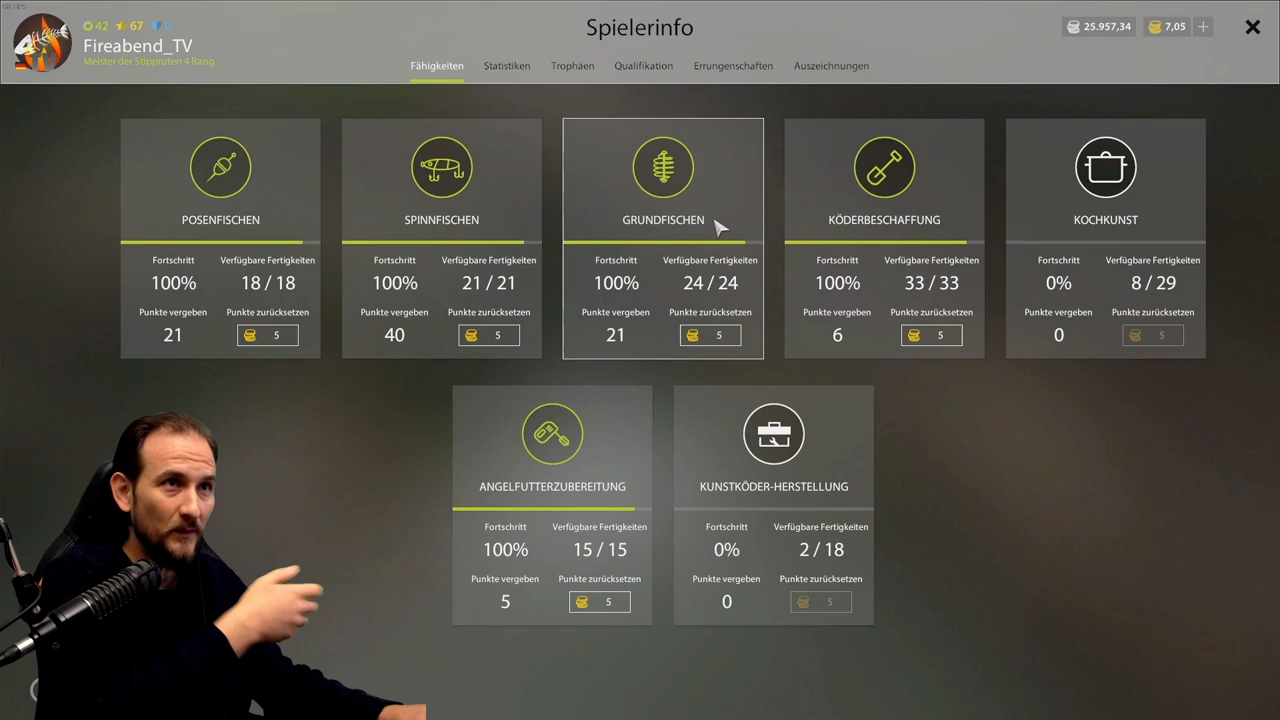 42 67 0
Fireabend_TV
Meister der Stippruten 4 Rang
Spielerinfo
25.957,34 7,05 +
Fähigkeiten Statistiken Trophäen Qualifikation Errungenschaften Auszeichnungen
POSENFISCHEN
Fortschritt Verfügbare Fertigkeiten
100% 18 / 18
Punkte vergeben Punkte zurücksetzen
21 5
SPINNFISCHEN
Fortschritt Verfügbare Fertigkeiten
100% 21 / 21
Punkte vergeben Punkte zurücksetzen
40 5
GRUNDFISCHEN
Fortschritt Verfügbare Fertigkeiten
100% 24 / 24
Punkte vergeben Punkte zurücksetzen
21 5
KÖDERBESCHAFFUNG
Fortschritt Verfügbare Fertigkeiten
100% 33 / 33
Punkte vergeben Punkte zurücksetzen
6 5
KOCHKUNST
Fortschritt Verfügbare Fertigkeiten
0% 8 / 29
Punkte vergeben Punkte zurücksetzen
0 5
ANGELFUTTERZUBEREITUNG
Fortschritt Verfügbare Fertigkeiten
100% 15 / 15
Punkte vergeben Punkte zurücksetzen
5 5
KUNSTKÖDER-HERSTELLUNG
Fortschritt Verfügbare Fertigkeiten
0% 2 / 18
Punkte vergeben Punkte zurücksetzen
0 5